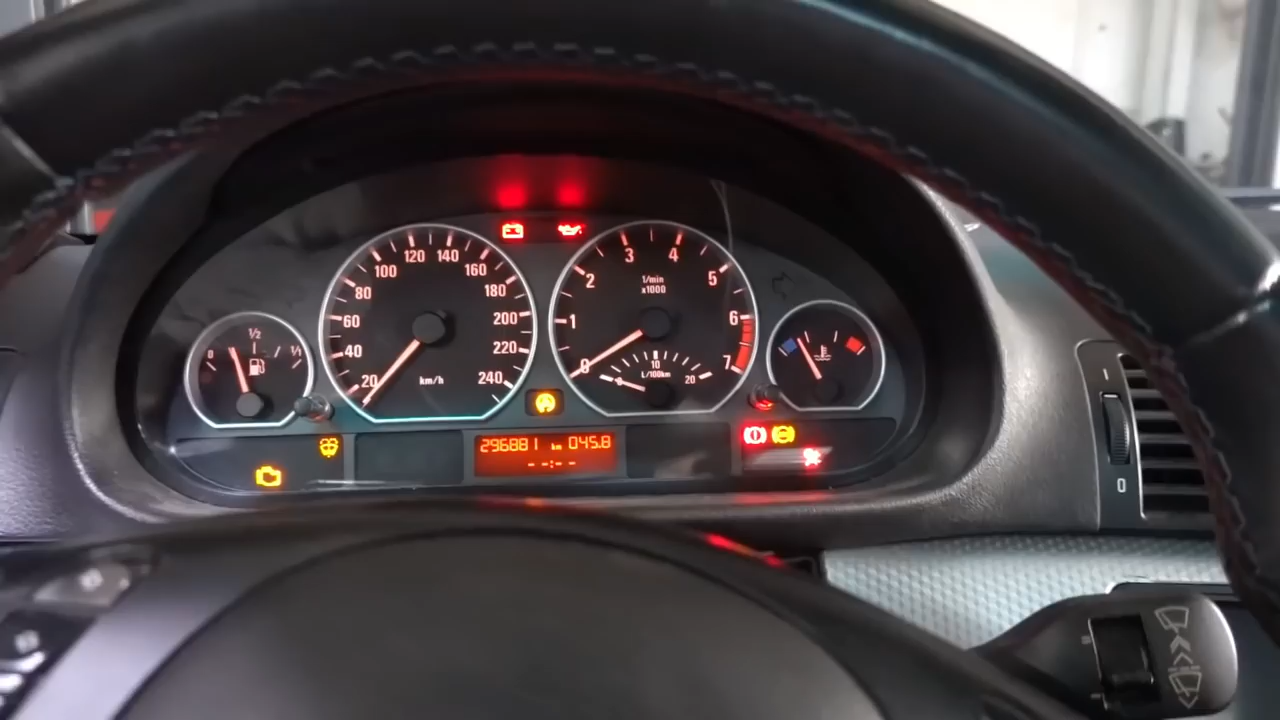 0 1/2 1/1
20 40 60 80 100 120 140 160 180 200 220 240
km/h
0 1 2 3 4 5 6 7
1/min
x1000
10
L/100km
20
296881 km 045.8
--:--
1
0